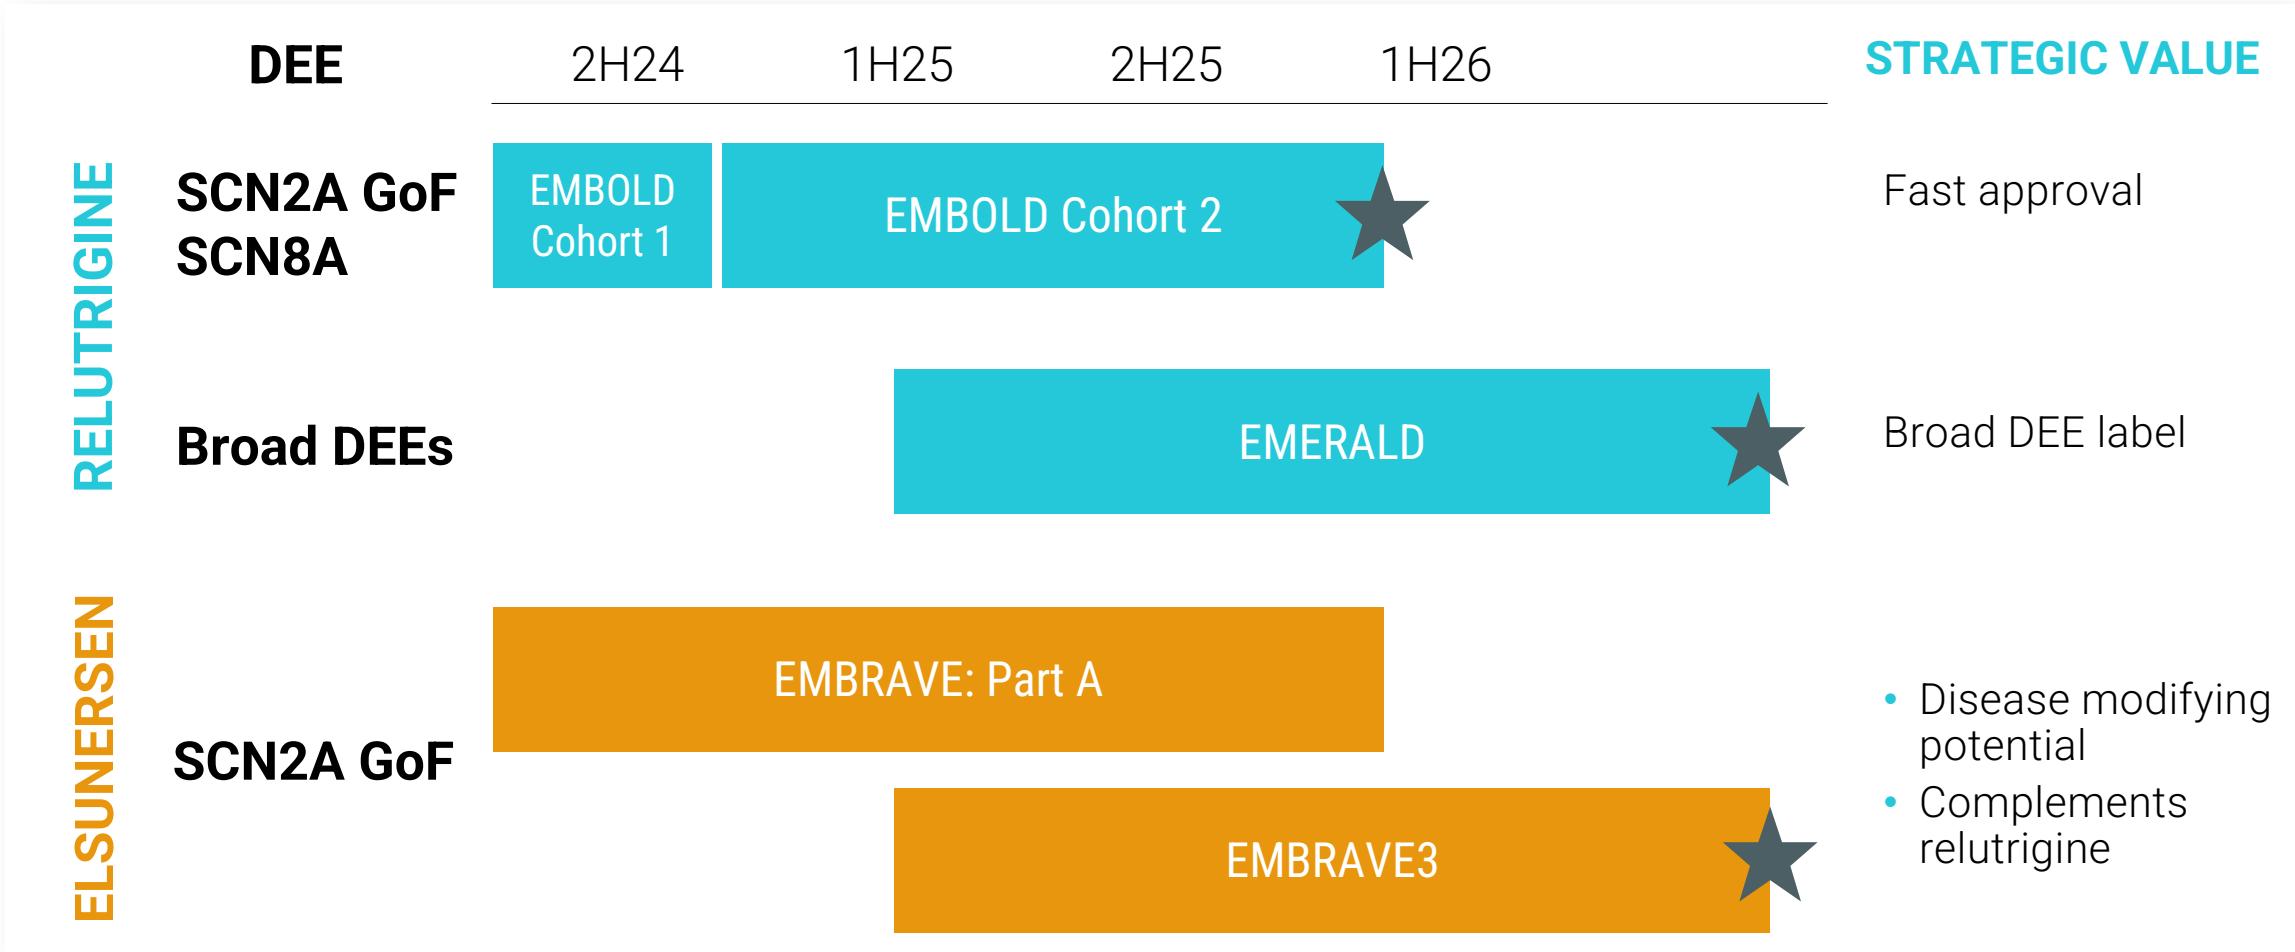 DEE 2H24 1H25 2H25 1H26 STRATEGIC VALUE
RELUTRIGINE
SCN2A GoF
SCN8A
EMBOLD
Cohort 1
EMBOLD Cohort 2
Fast approval
Broad DEEs
EMERALD
Broad DEE label
ELSUNERSEN
SCN2A GoF
EMBRAVE: Part A
EMBRAVE3
• Disease modifying
potential
• Complements
relutrigine